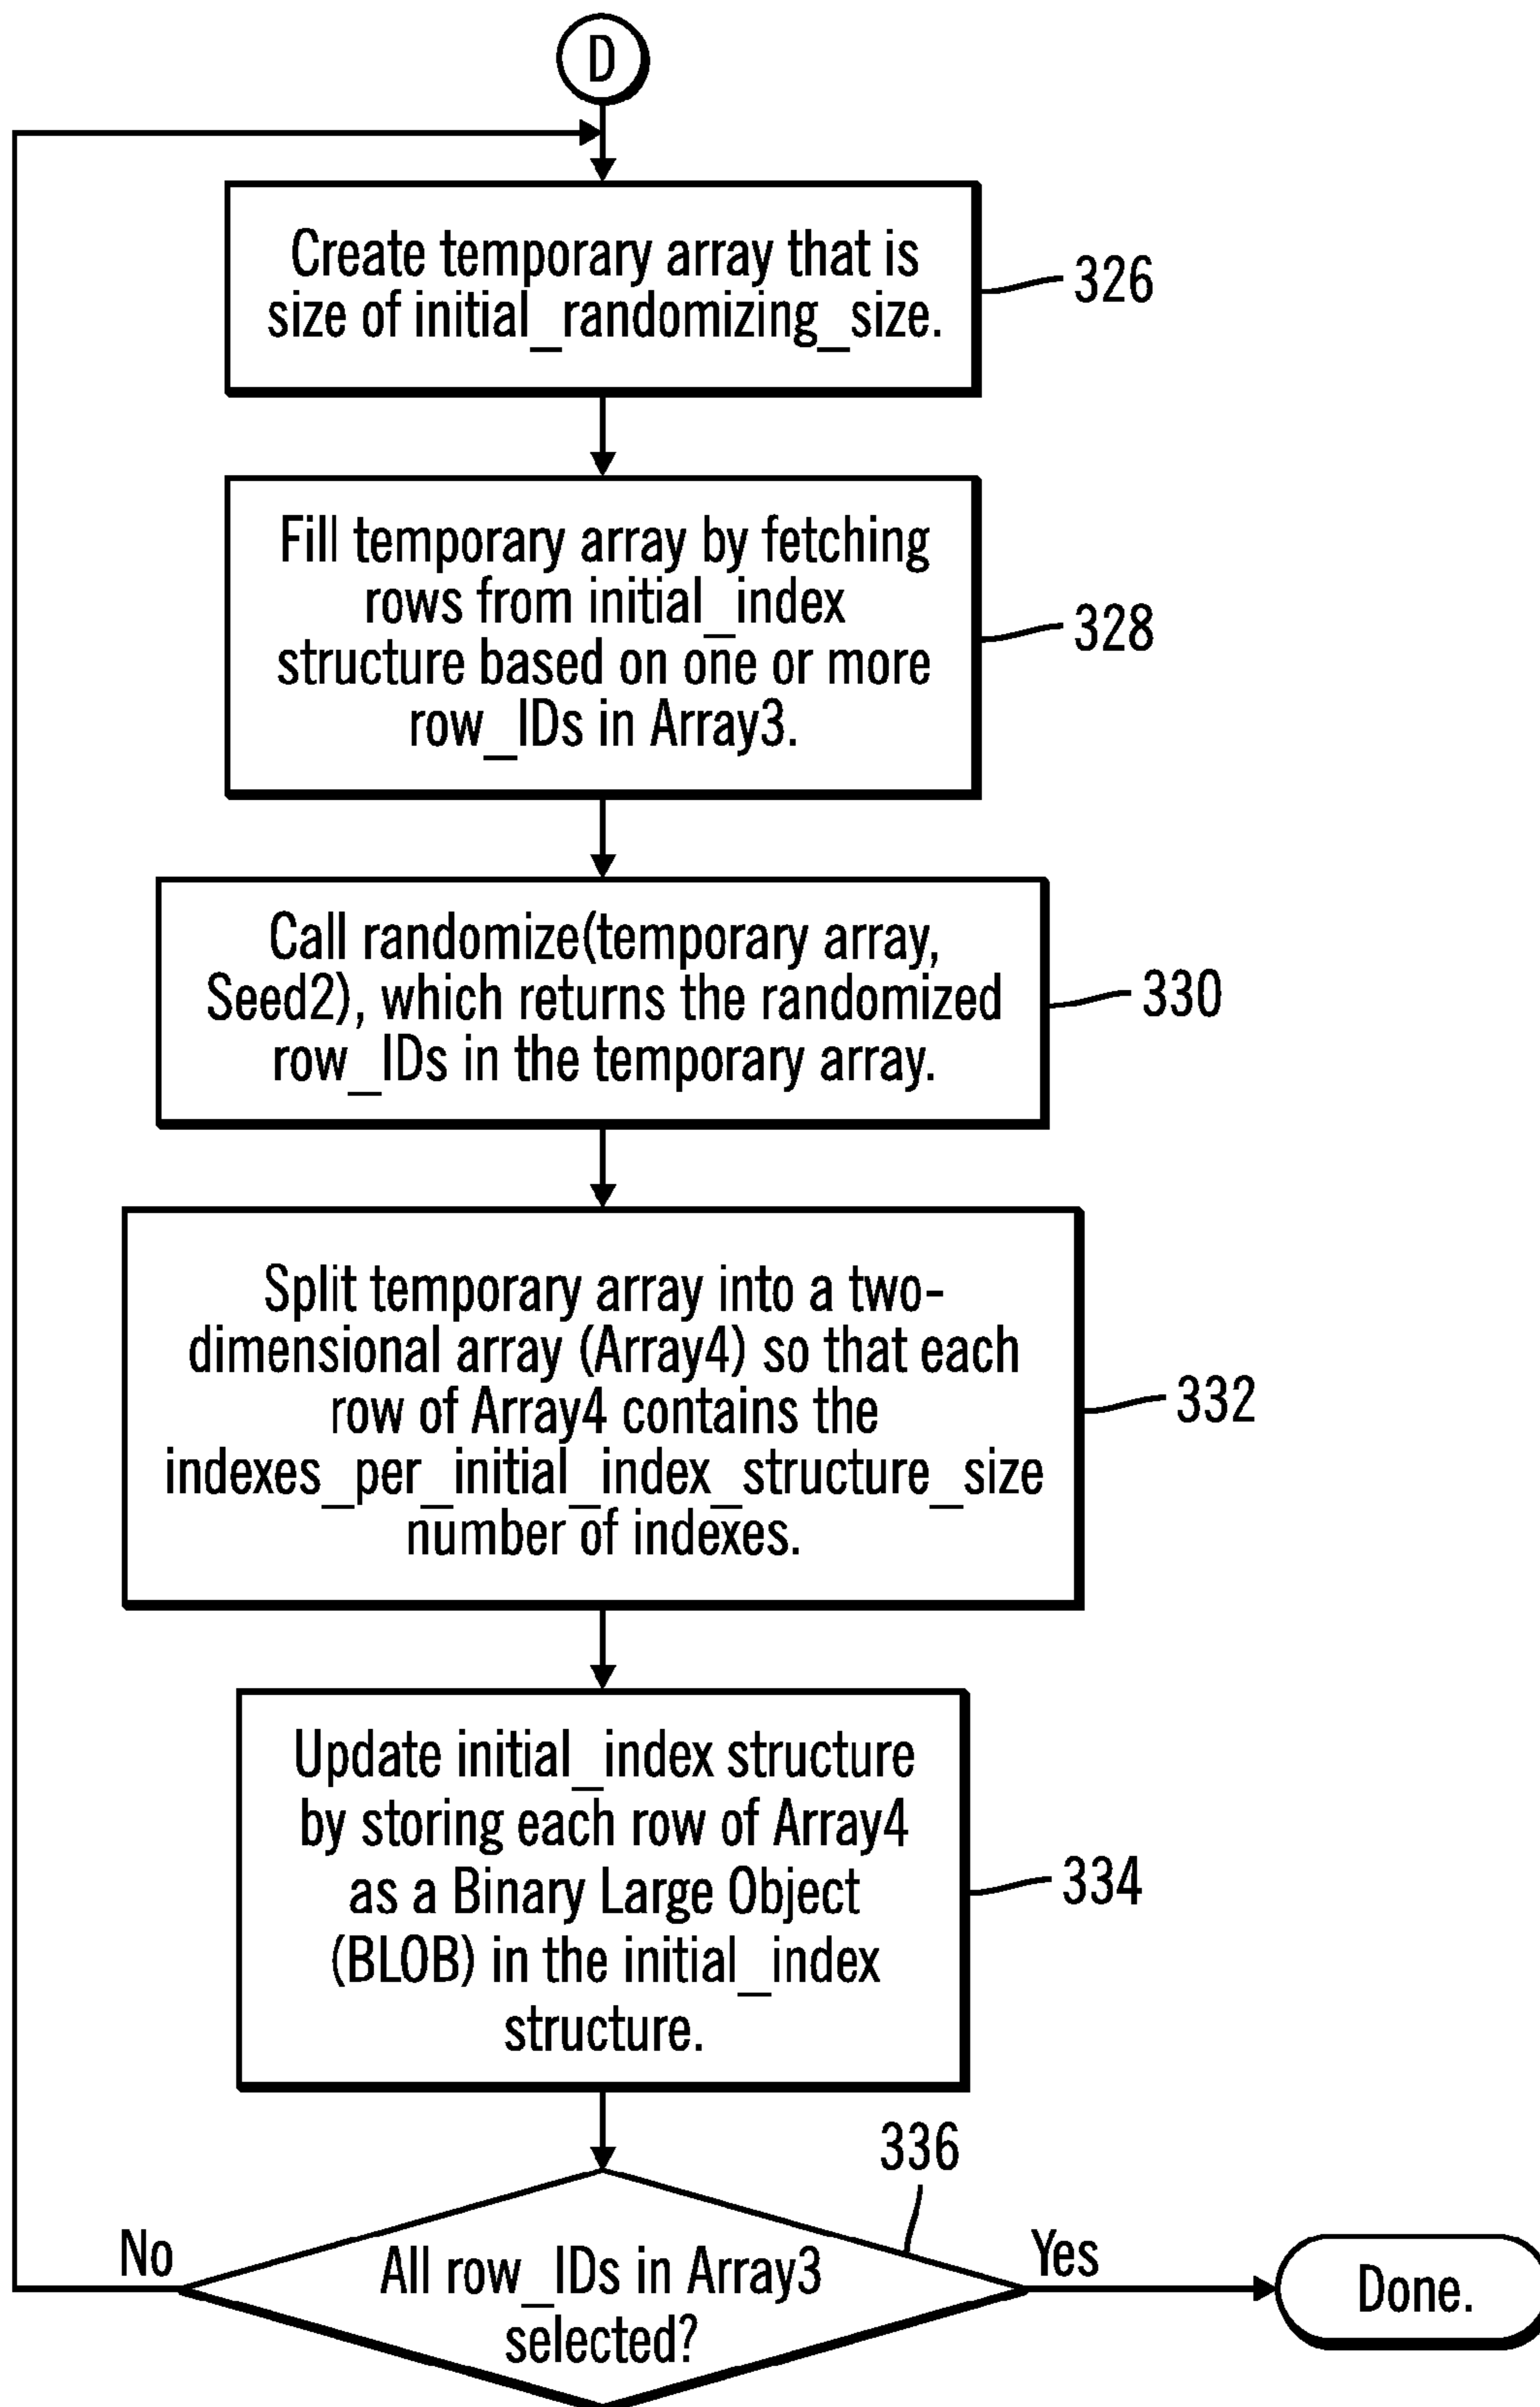 D
Create temporary array that is
size of initial_randomizing_size.
326
Fill temporary array by fetching
rows from initial_index
structure based on one or more
row_IDs in Array3.
328
Call randomize(temporary array,
Seed2), which returns the randomized
row_IDs in the temporary array.
330
Split temporary array into a two-
dimensional array (Array4) so that each
row of Array4 contains the
indexes_per_initial_index_structure_size
number of indexes.
332
Update initial_index structure
by storing each row of Array4
as a Binary Large Object
(BLOB) in the initial_index
structure.
334
336
No
All row_IDs in Array3
selected?
Yes
Done.